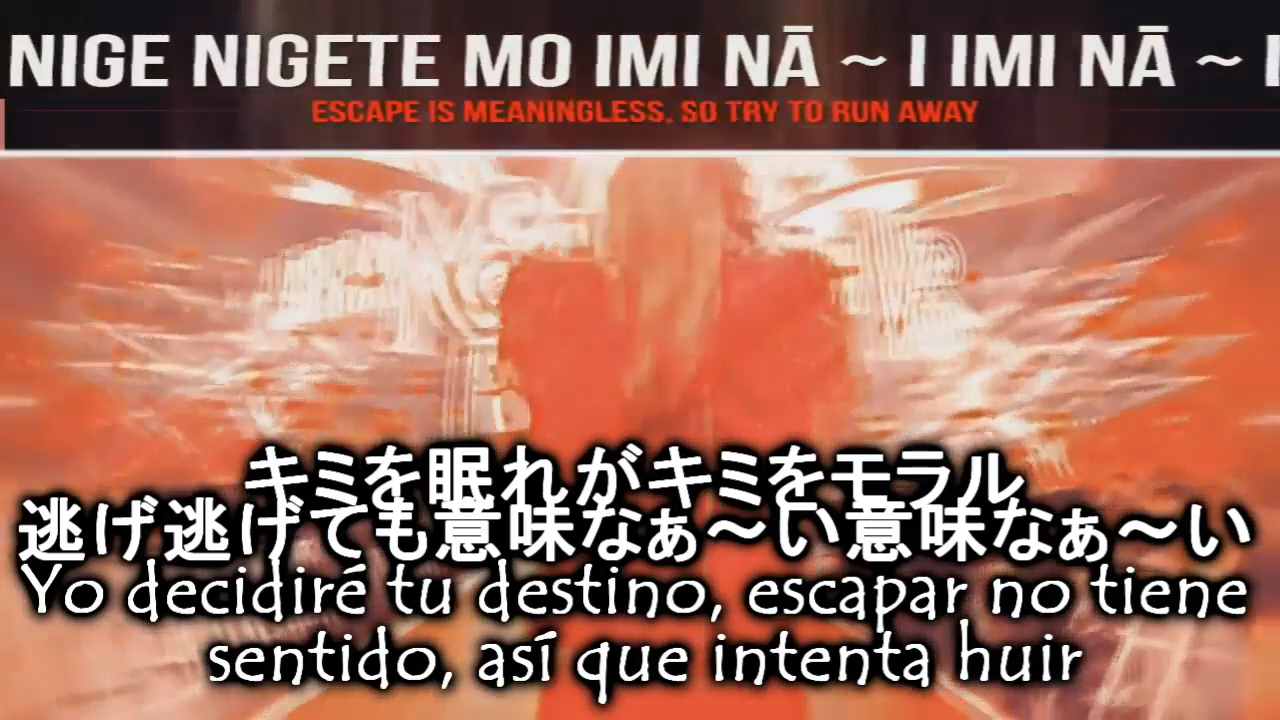 NIGE NIGETE MO IMI NĀ ~ I IMI NĀ ~ I
ESCAPE IS MEANINGLESS, SO TRY TO RUN AWAY
キミを眠れがキミをモラル
逃げ逃げても意味なぁ～い意味なぁ～い
Yo decidiré tu destino, escapar no tiene
sentido, así que intenta huir